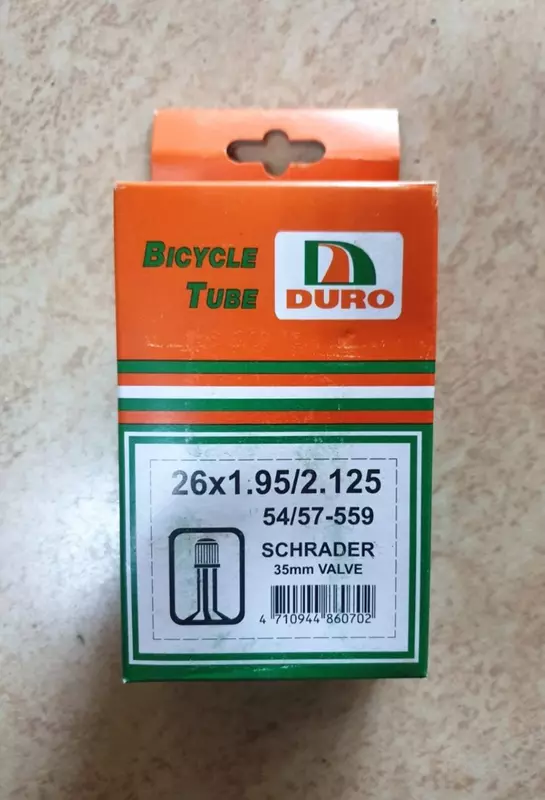 BICYCLE
TUBE
DURO
26x1.95/2.125
54/57-559
SCHRADER
35mm VALVE
4 710944 860702